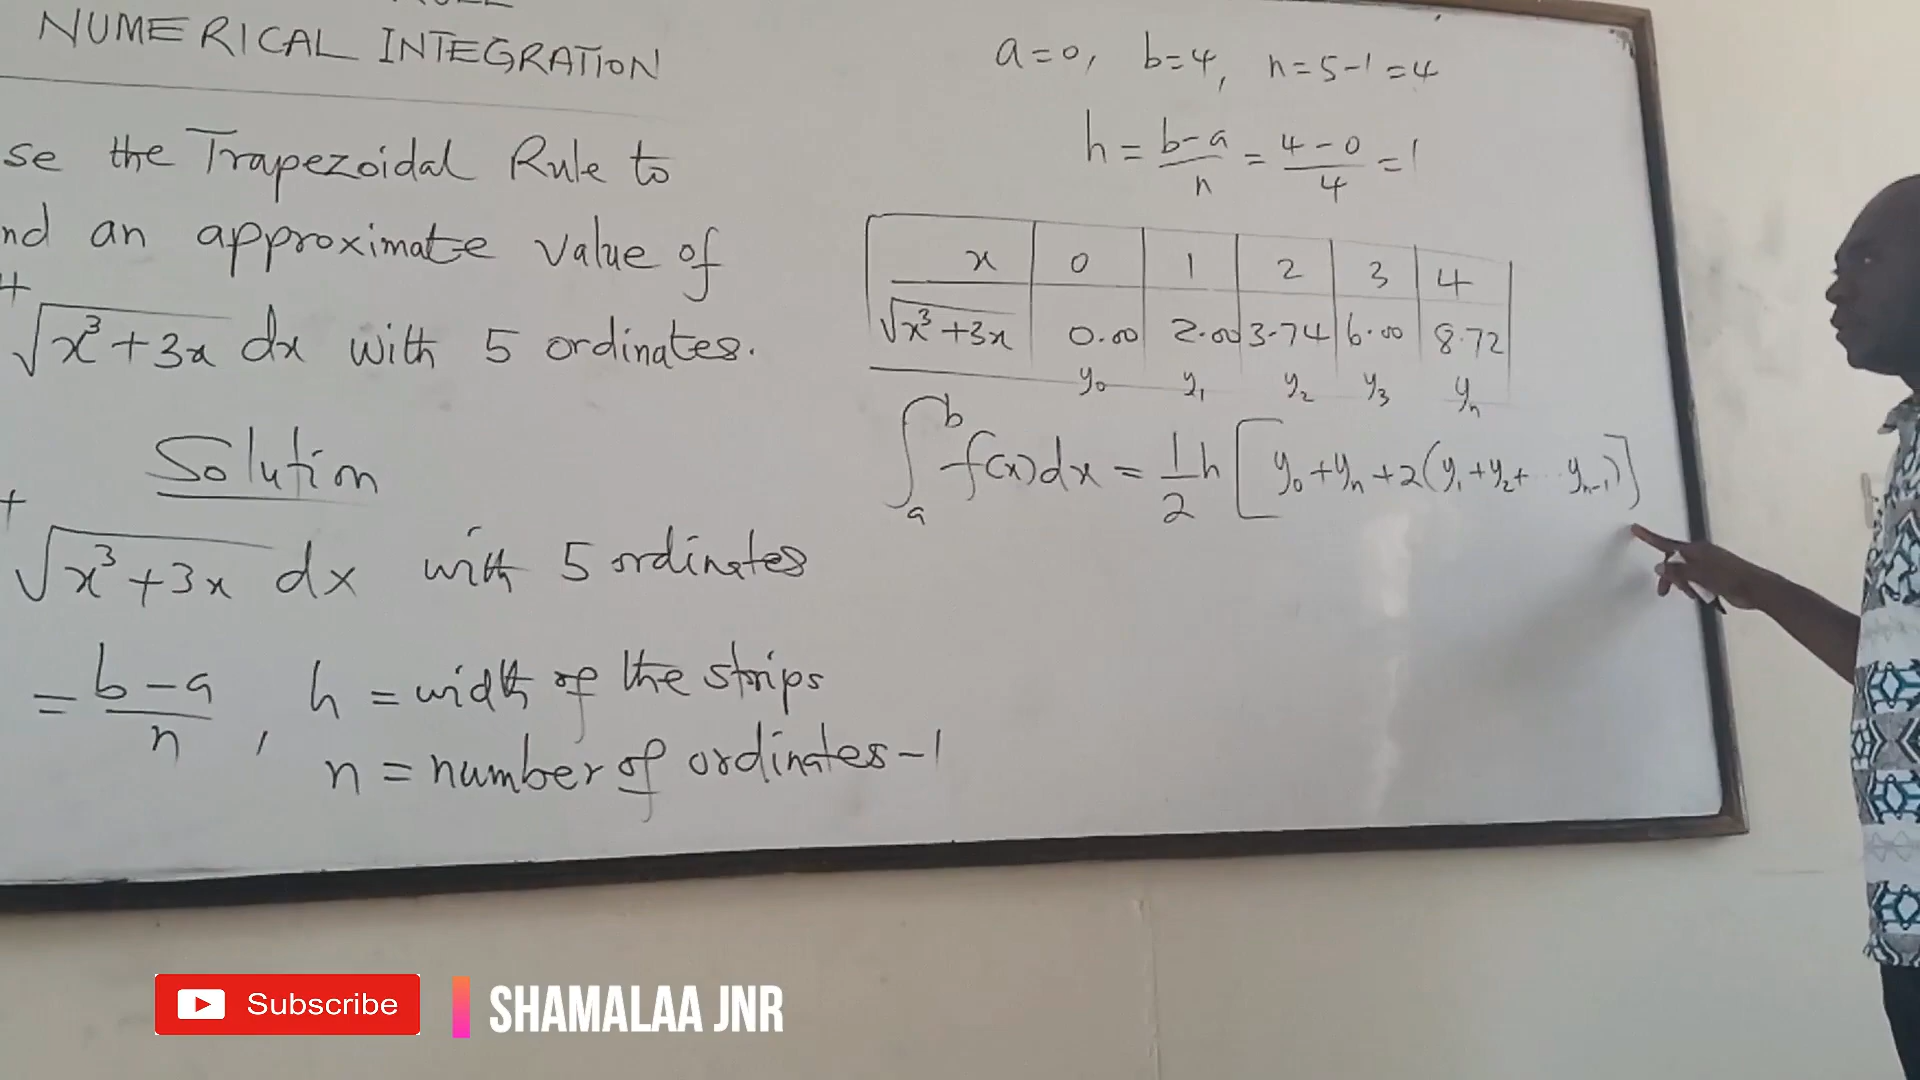 NUMERICAL INTEGRATION
se the Trapezoidal Rule to
nd an approximate value of
4
√x³+3x dx with 5 ordinates.
Solution
√x³+3x dx with 5 ordinates
= b-a/n, h = width of the strips
n = number of ordinates-1
a=0, b=4, n=5-1=4
h = b-a/n = 4-0/4 = 1
x 0 1 2 3 4
√x³+3x 0.00 2.00 3.74 6.00 8.72
y₀ y₁ y₂ y₃ yₙ
∫ₐᵇ f(x)dx = 1/2 h [y₀+yₙ+2(y₁+y₂+...yₙ₋₁)]
Subscribe
SHAMALAA JNR